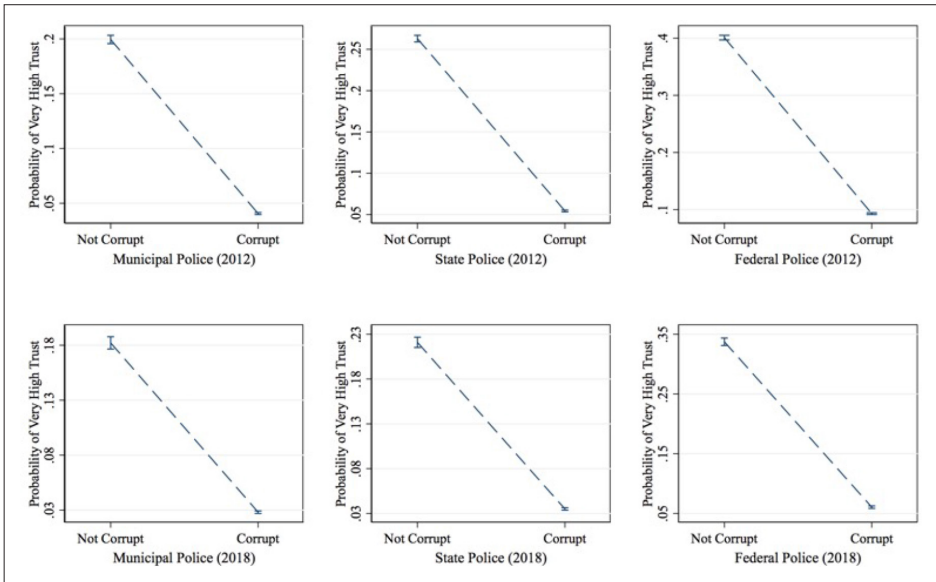 Probability of Very High Trust
.2
.15
.1
.05
Not Corrupt Corrupt
Municipal Police (2012)
Probability of Very High Trust
.25
.2
.15
.1
.05
Not Corrupt Corrupt
State Police (2012)
Probability of Very High Trust
.4
.3
.2
.1
Not Corrupt Corrupt
Federal Police (2012)
Probability of Very High Trust
.18
.13
.08
.03
Not Corrupt Corrupt
Municipal Police (2018)
Probability of Very High Trust
.23
.18
.13
.08
.03
Not Corrupt Corrupt
State Police (2018)
Probability of Very High Trust
.35
.25
.15
.05
Not Corrupt Corrupt
Federal Police (2018)